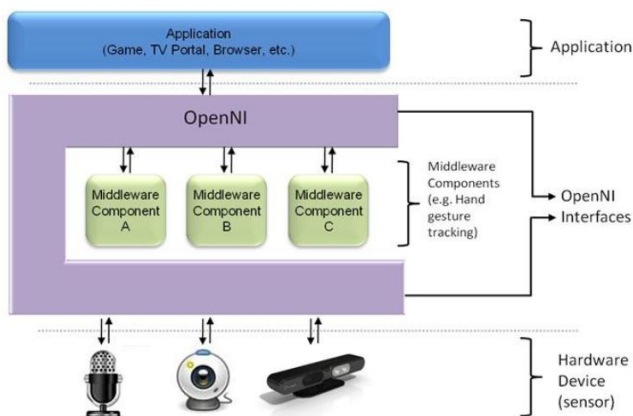 Application
(Game, TV Portal, Browser, etc.)
Application
OpenNI
Middleware
Component
A
Middleware
Component
B
Middleware
Component
C
Middleware
Components
(e.g. Hand
gesture
tracking)
OpenNI
Interfaces
Hardware
Device
(sensor)